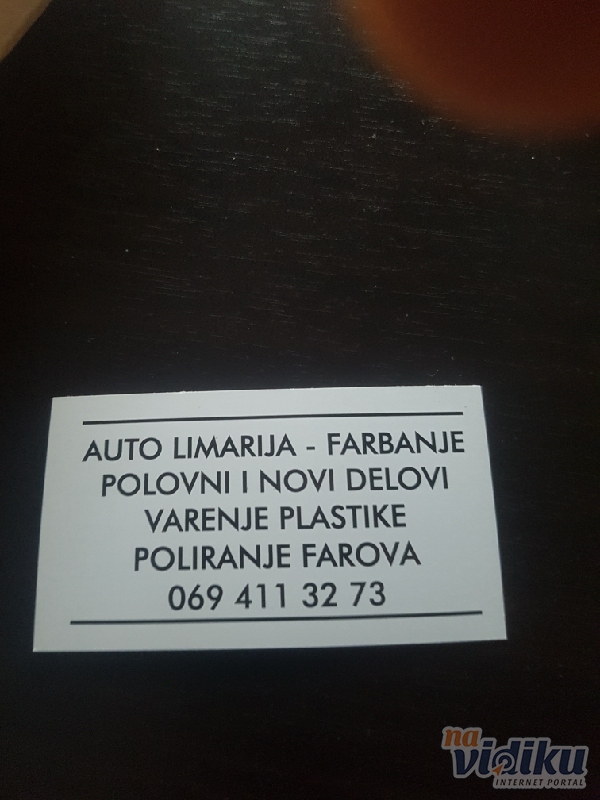 AUTO LIMARIJA - FARBANJE
POLOVNI I NOVI DELOVI
VARENJE PLASTIKE
POLIRANJE FAROVA
069 411 32 73
na
vidiku
INTERNET PORTAL